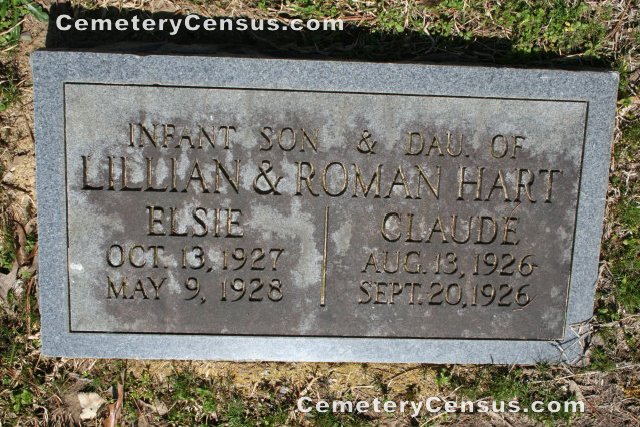 CemeteryCensus.com
INFANT SON & DAU. OF
LILLIAN & ROMAN HART
ELSIE
OCT. 13, 1927
MAY 9, 1928
CLAUDE
AUG. 13, 1926
SEPT. 20, 1926
CemeteryCensus.com